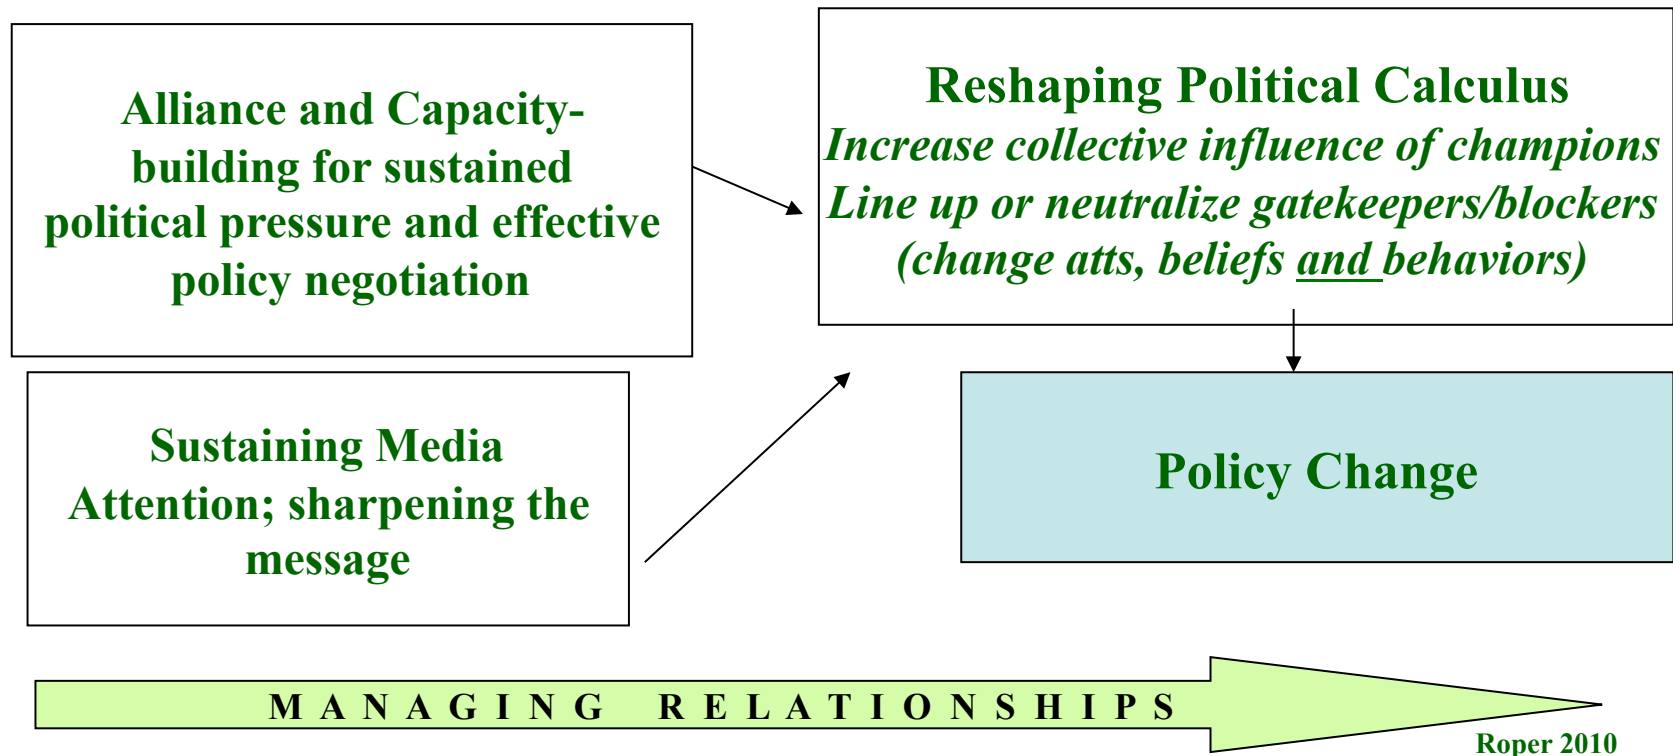 Alliance and Capacity-
building for sustained
political pressure and effective
policy negotiation
Reshaping Political Calculus
Increase collective influence of champions
Line up or neutralize gatekeepers/blockers
(change atts, beliefs and behaviors)
Sustaining Media
Attention; sharpening the
message
Policy Change
MANAGING RELATIONSHIPS
Roper 2010